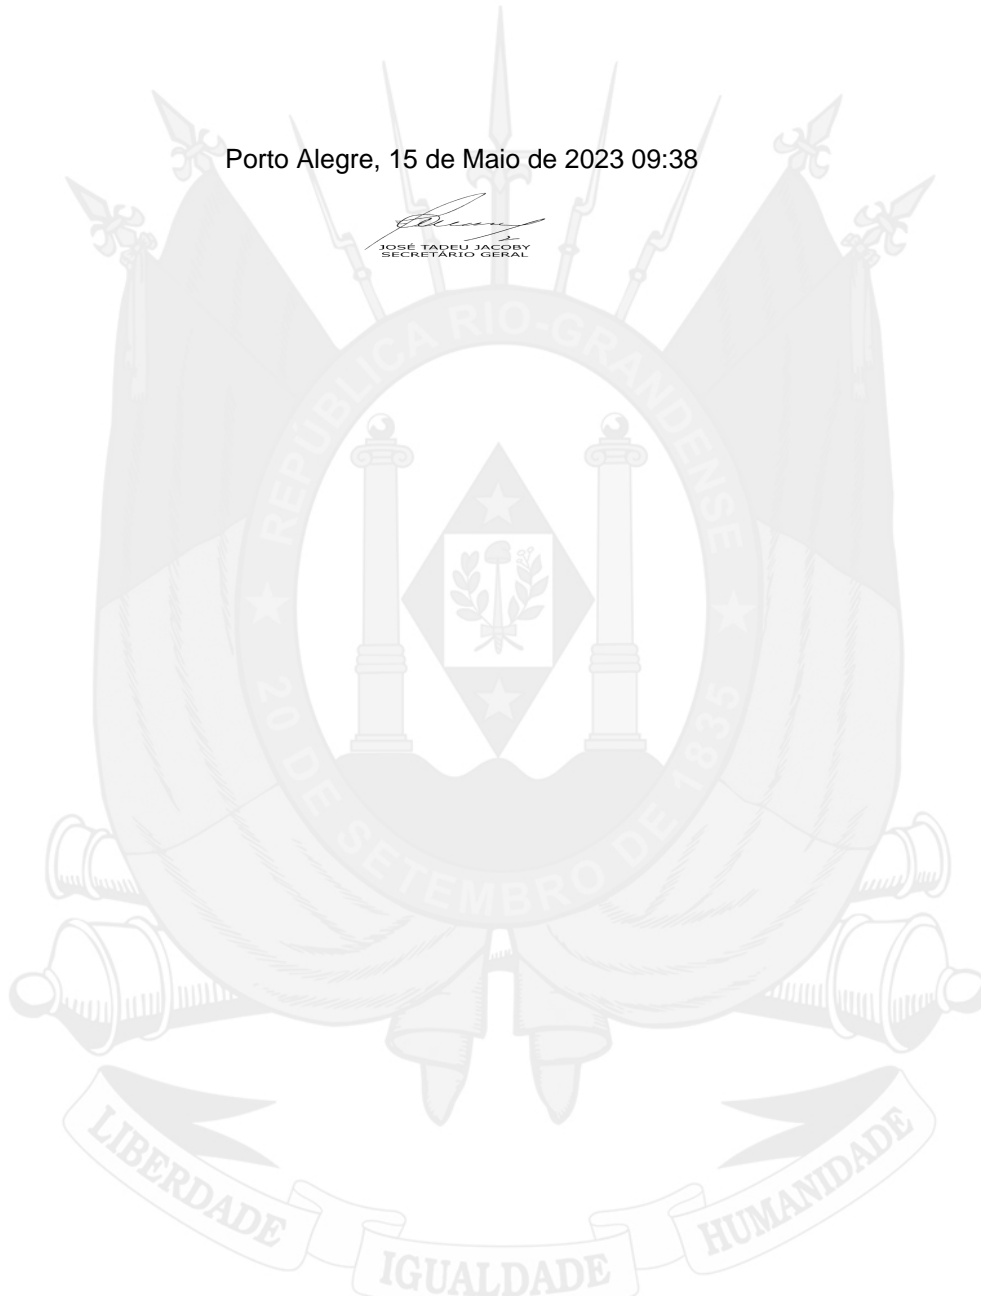 Porto Alegre, 15 de Maio de 2023 09:38
JOSÉ TADEU JACOBY
SECRETÁRIO GERAL
REPÚBLICA RIO-GRANDENSE
20 DE SETEMBRO DE 1835
LIBERDADE
IGUALDADE
HUMANIDADE